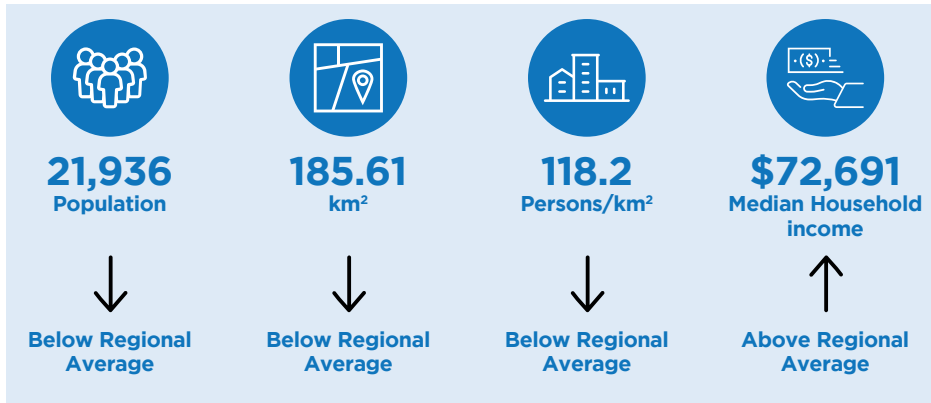 ($)
21,936
Population
Below Regional
Average
185.61
km²
Below Regional
Average
118.2
Persons/km²
Below Regional
Average
$72,691
Median Household
income
Above Regional
Average